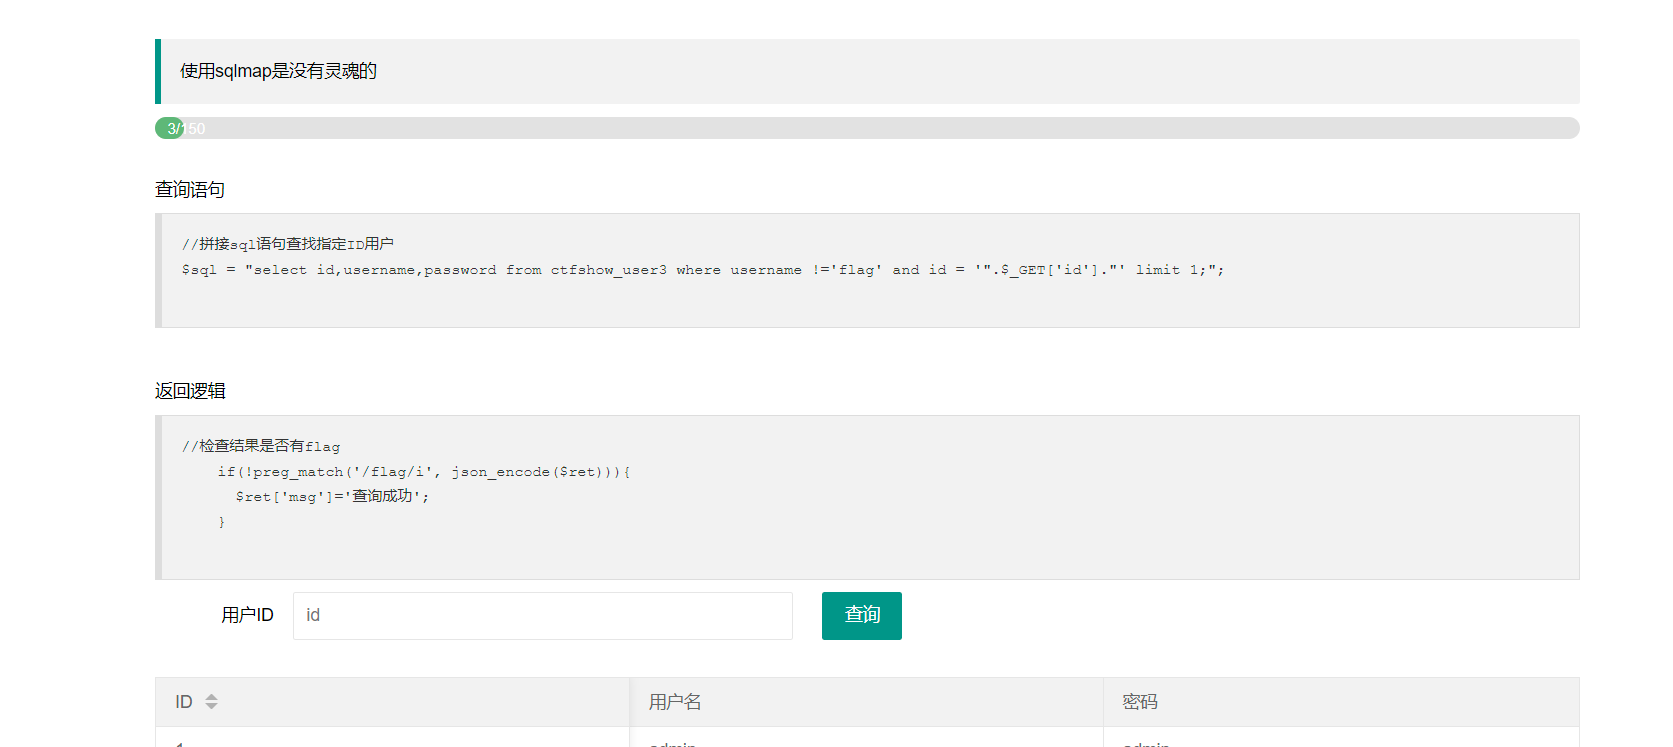 使用sqlmap是没有灵魂的
3/150
查询语句
//拼接sql语句查找指定ID用户
$sql = "select id,username,password from ctfshow_user3 where username !='flag' and id = '".$_GET['id']."' limit 1;";
返回逻辑
//检查结果是否有flag
if(!preg_match('/flag/i', json_encode($ret))){
$ret['msg']='查询成功';
}
用户ID id 查询
ID 用户名 密码